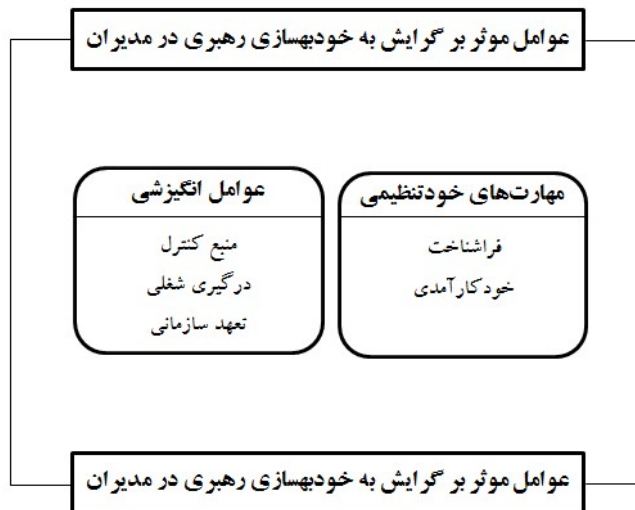 عوامل موثر بر گرایش به خودبهسازی رهبری در مدیران
مهارت‌های خودتنظیمی
فراشناخت
خودکارآمدی
عوامل انگیزشی
منبع کنترل
درگیری شغلی
تعهد سازمانی
عوامل موثر بر گرایش به خودبهسازی رهبری در مدیران